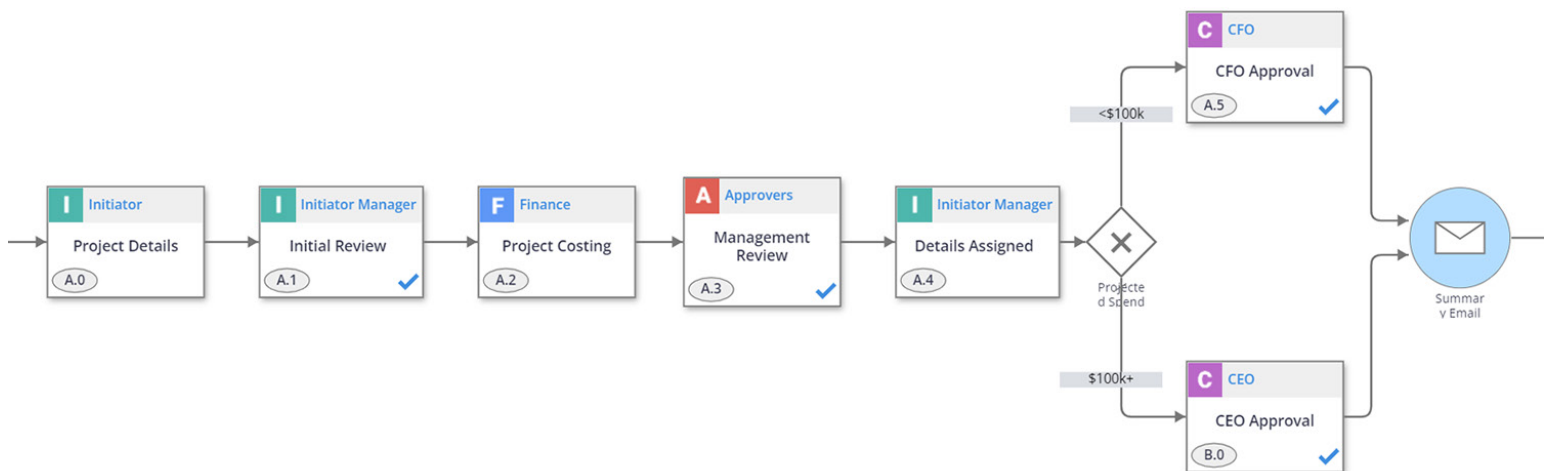 I Initiator
Project Details
A.0
I Initiator Manager
Initial Review
A.1
F Finance
Project Costing
A.2
A Approvers
Management
Review
A.3
I Initiator Manager
Details Assigned
A.4
Projecte
d Spend
<$100k
C CFO
CFO Approval
A.5
$100k+
C CEO
CEO Approval
B.0
Summar
y Email